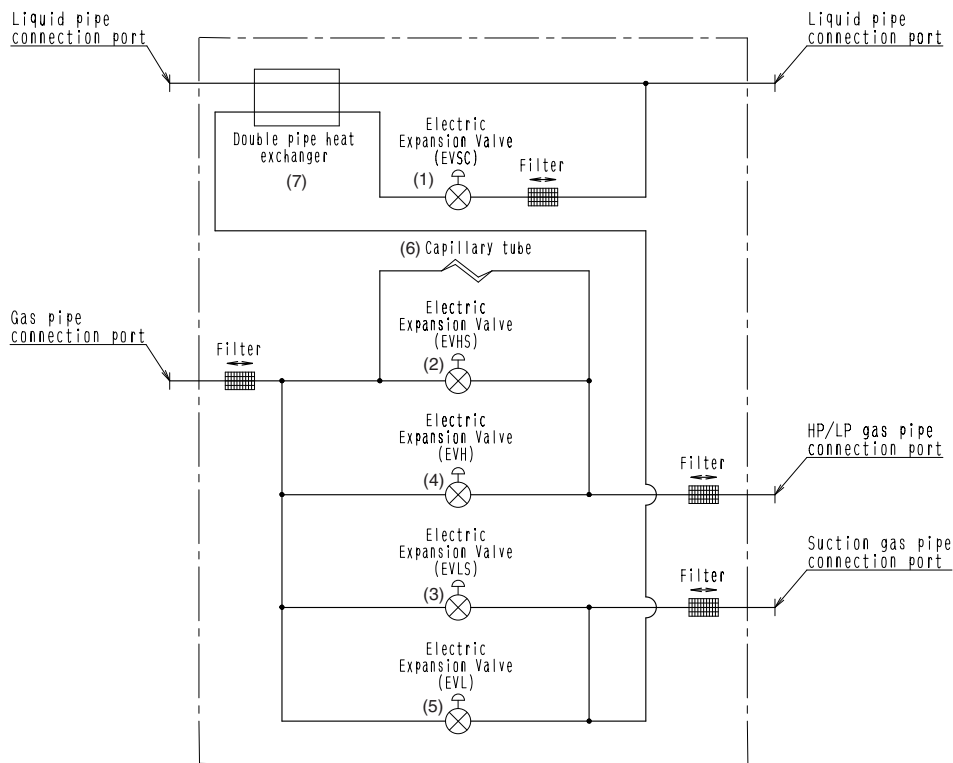 Liquid pipe
connection port
Liquid pipe
connection port
Double pipe heat
exchanger
(7)
Electric
Expansion Valve
(EVSC)
(1)
Filter
(6) Capillary tube
Gas pipe
connection port
Filter
Electric
Expansion Valve
(EVHS)
(2)
Electric
Expansion Valve
(EVH)
(4)
HP/LP gas pipe
connection port
Filter
Electric
Expansion Valve
(EVLS)
(3)
Suction gas pipe
connection port
Filter
Electric
Expansion Valve
(EVL)
(5)